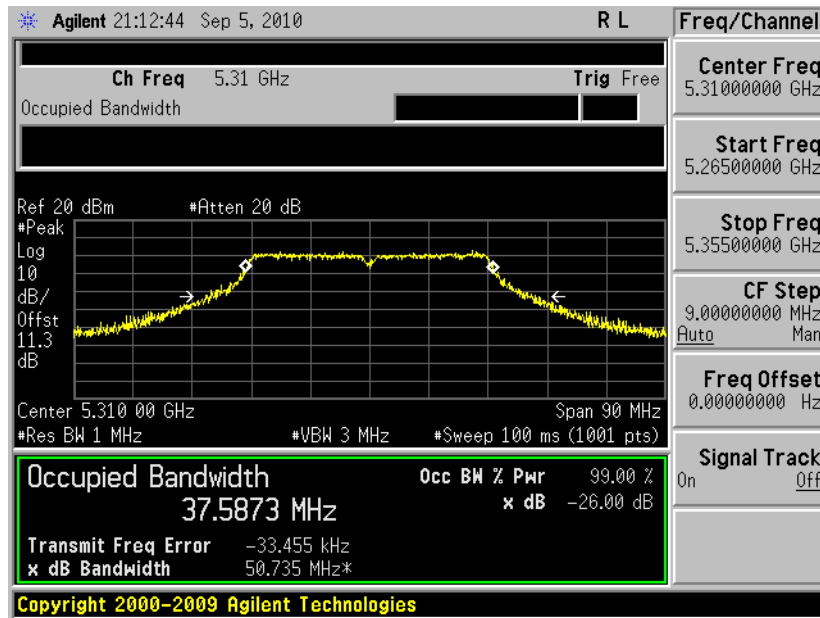 Agilent 21:12:44 Sep 5, 2010 R L
Freq/Channel
Ch Freq 5.31 GHz Trig Free
Occupied Bandwidth
Center Freq
5.31000000 GHz
Start Freq
5.26500000 GHz
Stop Freq
5.35500000 GHz
CF Step
9.00000000 MHz
Auto Man
Freq Offset
0.00000000 Hz
Signal Track
On Off
Ref 20 dBm #Atten 20 dB
#Peak
Log
10
dB/
Offst
11.3
dB
Center 5.310 00 GHz Span 90 MHz
#Res BW 1 MHz #VBW 3 MHz #Sweep 100 ms (1001 pts)
Occupied Bandwidth Occ BW % Pwr 99.00 %
37.5873 MHz x dB -26.00 dB
Transmit Freq Error -33.455 kHz
x dB Bandwidth 50.735 MHz*
Copyright 2000-2009 Agilent Technologies